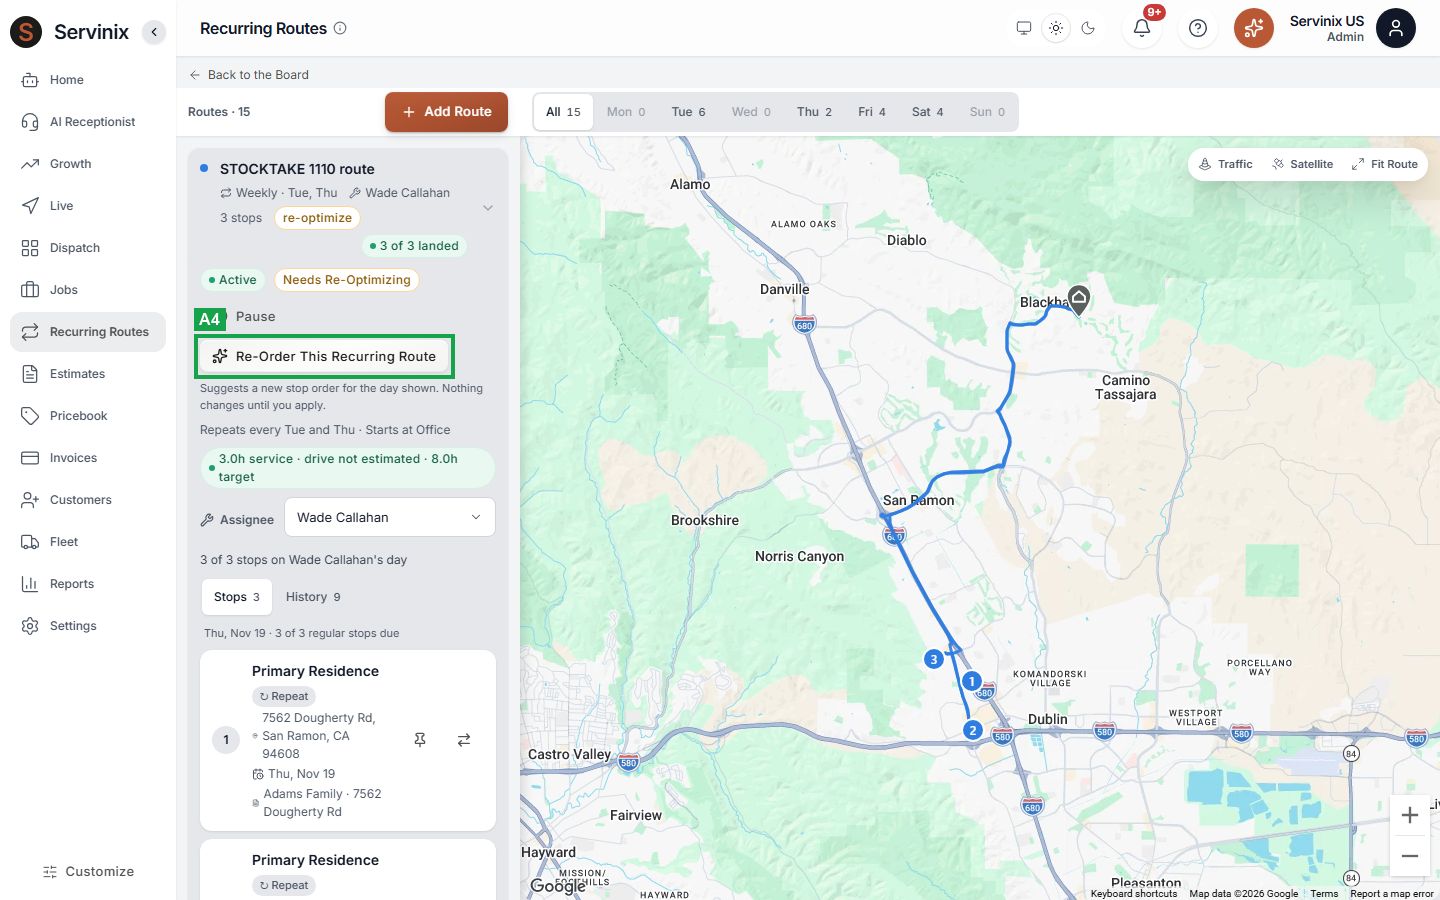 Servinix
Home
AI Receptionist
Growth
Live
Dispatch
Jobs
Recurring Routes
Estimates
Pricebook
Invoices
Customers
Fleet
Reports
Settings
Customize
Recurring Routes
9+
Servinix US
Admin
Back to the Board
Routes · 15
+ Add Route
All 15
Mon 0
Tue 6
Wed 0
Thu 2
Fri 4
Sat 4
Sun 0
STOCKTAKE 1110 route
Weekly · Tue, Thu
Wade Callahan
3 stops
re-optimize
3 of 3 landed
Active
Needs Re-Optimizing
A4
Pause
Re-Order This Recurring Route
Suggests a new stop order for the day shown. Nothing
changes until you apply.
Repeats every Tue and Thu · Starts at Office
3.0h service · drive not estimated · 8.0h
target
Assignee
Wade Callahan
3 of 3 stops on Wade Callahan's day
Stops 3
History 9
Thu, Nov 19 · 3 of 3 regular stops due
Primary Residence
Repeat
1
7562 Dougherty Rd,
San Ramon, CA
94608
Thu, Nov 19
Adams Family · 7562
Dougherty Rd
Primary Residence
Repeat
Traffic
Satellite
Fit Route
Alamo
ALAMO OAKS
Diablo
Danville
680
Camino
Tassajara
San Ramon
680
Brookshire
Norris Canyon
3
1
680
2
KOMANDORSKI
VILLAGE
PORCELLANO
WAY
Dublin
WESTPORT
VILLAGE
580
580
580
580
Castro Valley
580
84
680
Fairview
Hayward
84
Pleasanton
HAYWARD
Google
Keyboard shortcuts
Map data ©2026 Google
Terms
Report a map error